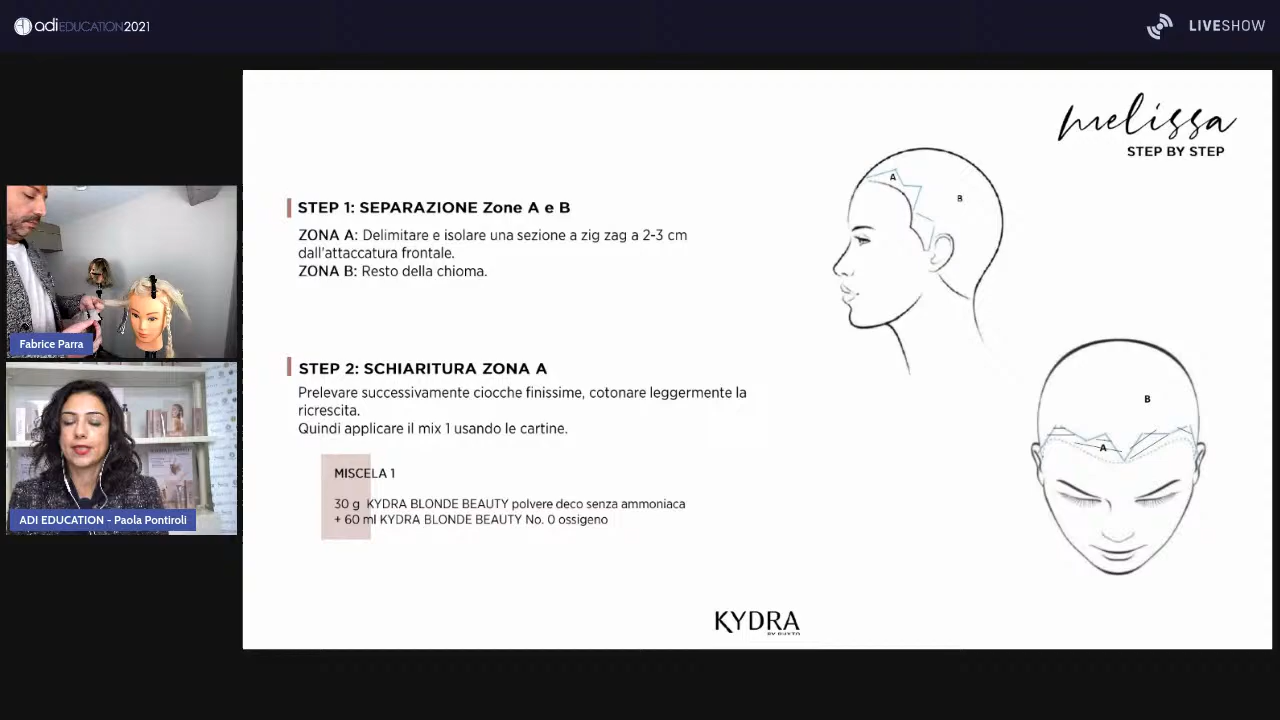 adiEDUCATION2021
LIVESHOW
melissa
STEP BY STEP
STEP 1: SEPARAZIONE Zone A e B
ZONA A: Delimitare e isolare una sezione a zig zag a 2-3 cm
dall'attaccatura frontale.
ZONA B: Resto della chioma.
A
B
Fabrice Parra
STEP 2: SCHIARITURA ZONA A
Prelevare successivamente ciocche finissime, cotonare leggermente la
ricrescita.
Quindi applicare il mix 1 usando le cartine.
B
A
MISCELA 1
30 g KYDRA BLONDE BEAUTY polvere deco senza ammoniaca
+ 60 ml KYDRA BLONDE BEAUTY No. 0 ossigeno
ADI EDUCATION - Paola Pontiroli
KYDRA